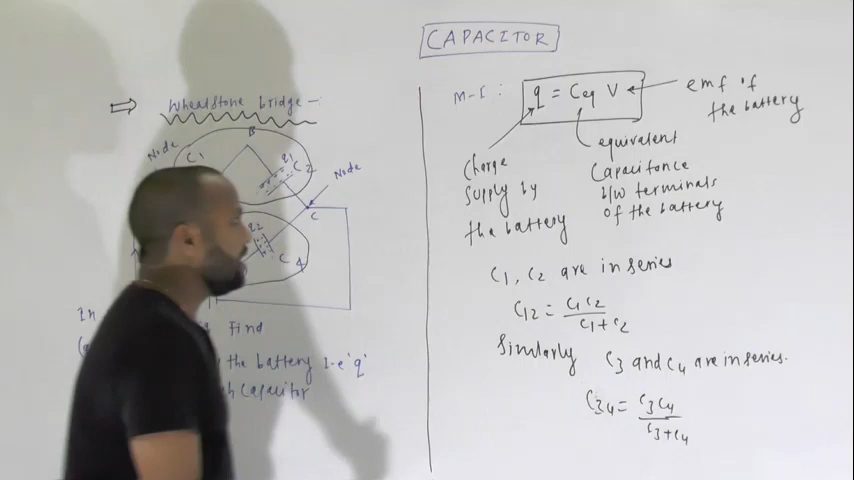 CAPACITOR
⇒ Wheatstone bridge -
Node
B
C1
q1
C2
Node
C
q2
C4
In
Find
the battery i-e 'q'
Capacitor
M-I : q = Ceq V
emf of
the battery
Charge
supply by
the battery
equivalent
Capacitance
b/w terminals
of the battery
C1, C2 are in series
C12 = C1C2 / C1+C2
Similarly C3 and C4 are in series.
C34 = C3C4 / C3+C4